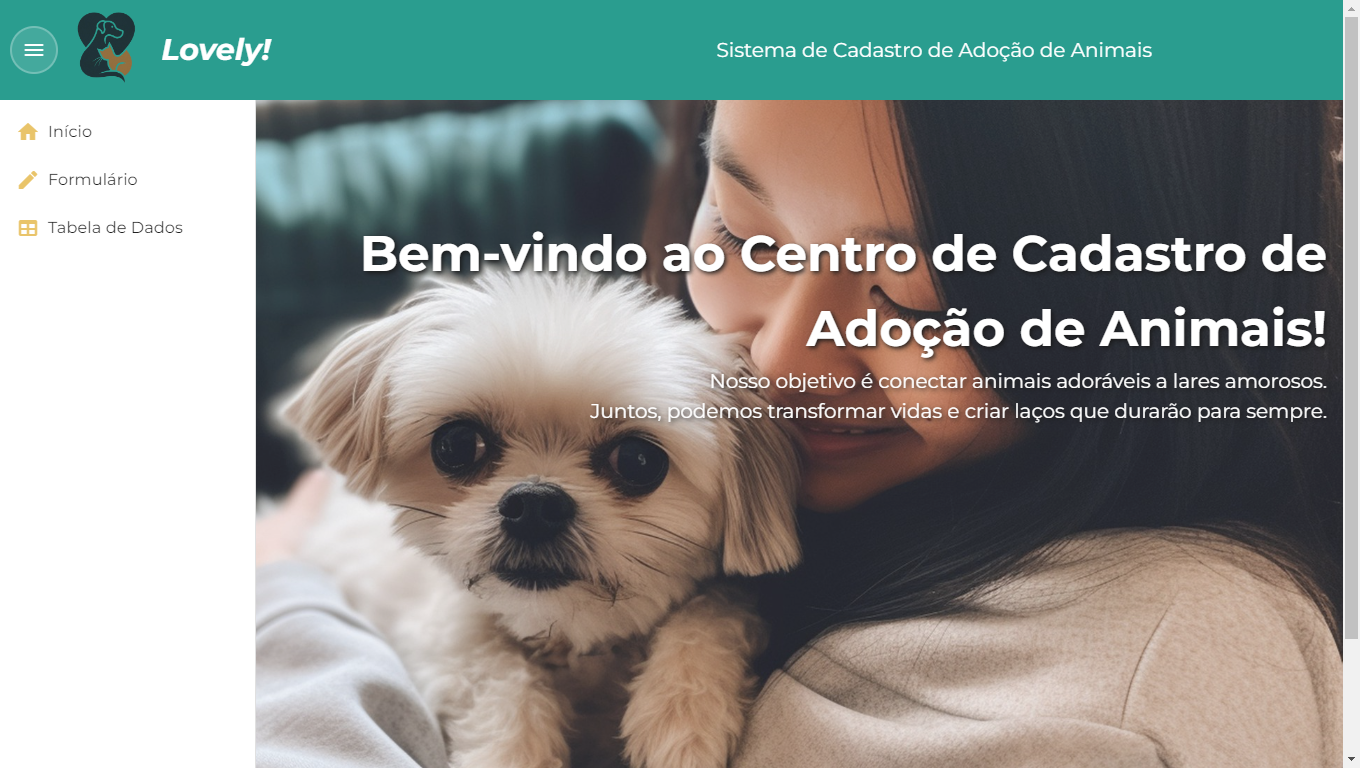 Lovely!
Sistema de Cadastro de Adoção de Animais
Início
Formulário
Tabela de Dados
Bem-vindo ao Centro de Cadastro de
Adoção de Animais!
Nosso objetivo é conectar animais adoráveis a lares amorosos.
Juntos, podemos transformar vidas e criar laços que durarão para sempre.